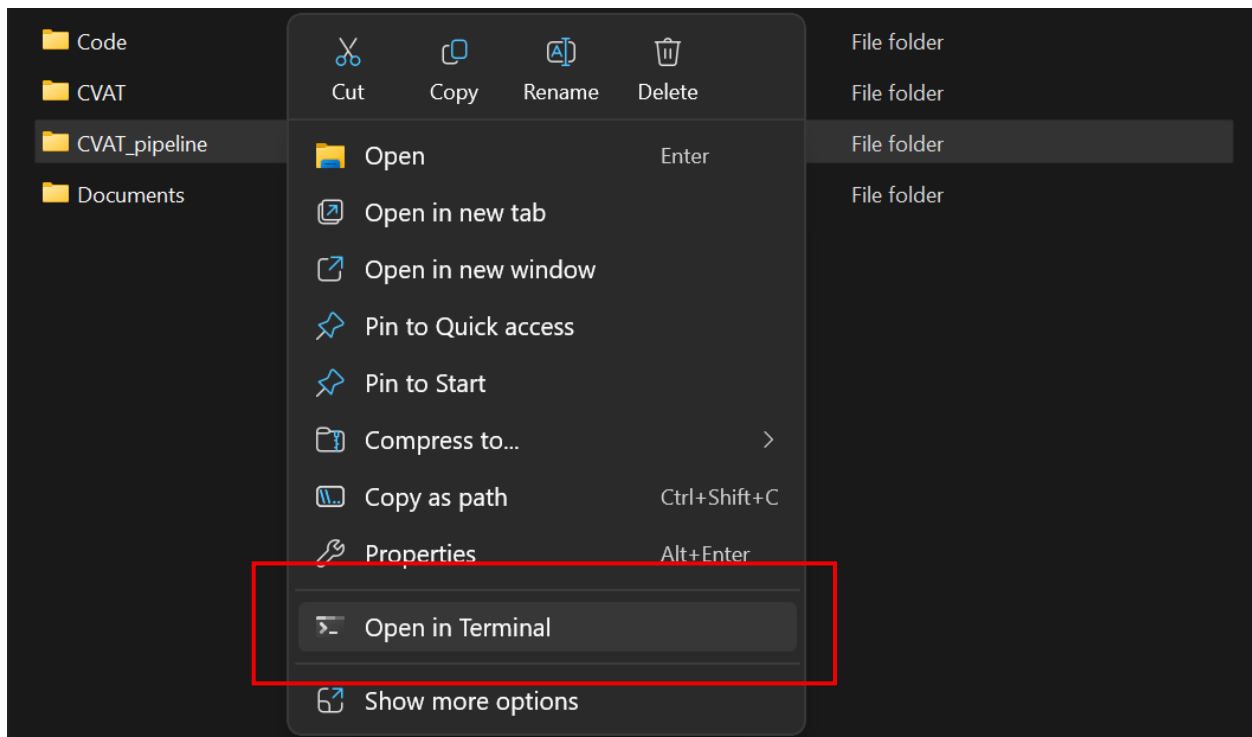 Code
File folder
CVAT
File folder
CVAT_pipeline
File folder
Documents
File folder
Cut Copy Rename Delete
Open Enter
Open in new tab
Open in new window
Pin to Quick access
Pin to Start
Compress to...
Copy as path Ctrl+Shift+C
Properties Alt+Enter
Open in Terminal
Show more options